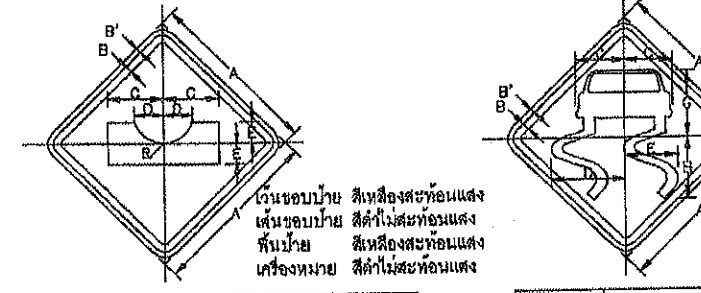 B'
B
A
C
C
D
D
E
E
R
A
เว้นขอบป้าย สีเหลืองสะท้อนแสง
เส้นขอบป้าย สีดำไม่สะท้อนแสง
พื้นป้าย สีเหลืองสะท้อนแสง
เครื่องหมาย สีดำไม่สะท้อนแสง
B'
B
A
C
C
G
E
D
H
A